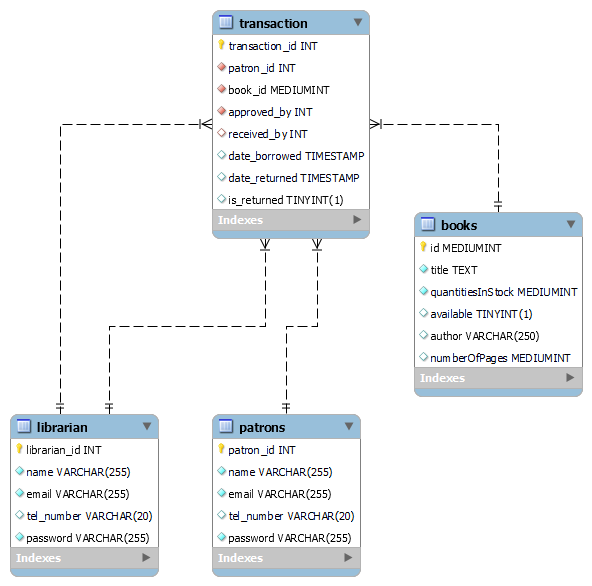 transaction
transaction_id INT
patron_id INT
book_id MEDIUMINT
approved_by INT
received_by INT
date_borrowed TIMESTAMP
date_returned TIMESTAMP
is_returned TINYINT(1)
Indexes
books
id MEDIUMINT
title TEXT
quantitiesInStock MEDIUMINT
available TINYINT(1)
author VARCHAR(250)
numberOfPages MEDIUMINT
Indexes
librarian
librarian_id INT
name VARCHAR(255)
email VARCHAR(255)
tel_number VARCHAR(20)
password VARCHAR(255)
Indexes
patrons
patron_id INT
name VARCHAR(255)
email VARCHAR(255)
tel_number VARCHAR(20)
password VARCHAR(255)
Indexes